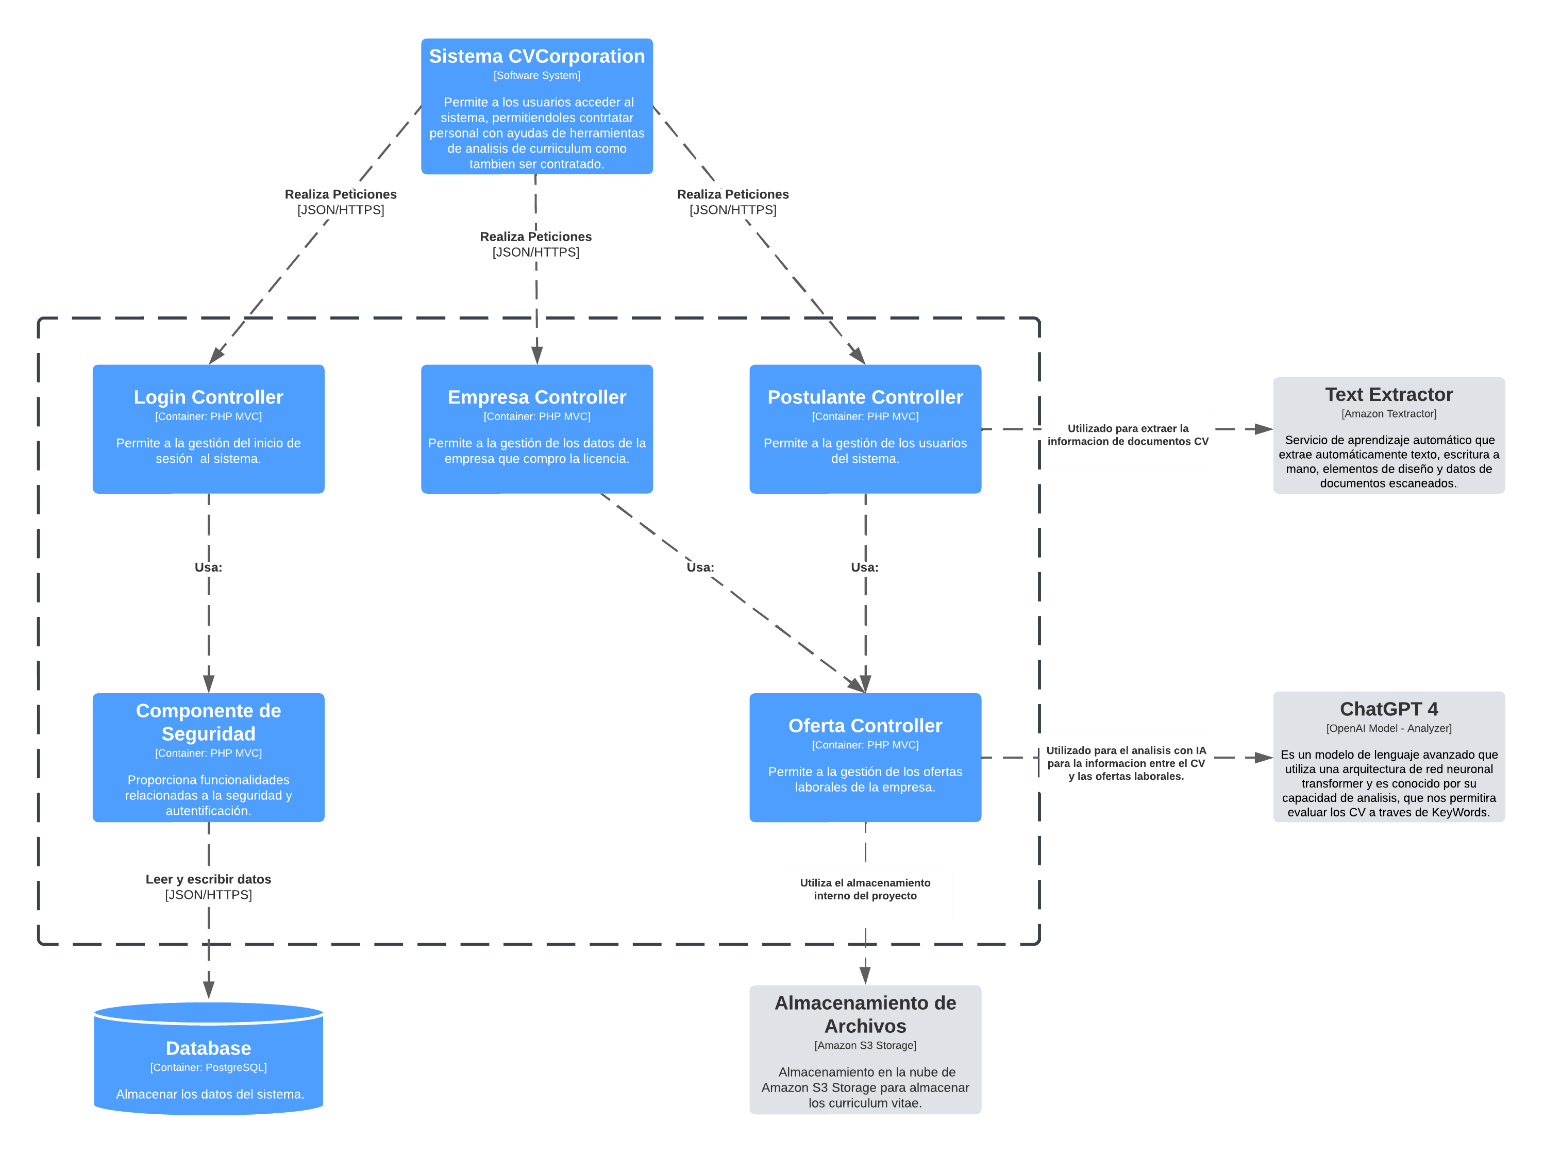 Sistema CVCorporation
[Software System]
Permite a los usuarios acceder al
sistema, permitiendoles contrtatar
personal con ayudas de herramientas
de analisis de curriiculum como
tambien ser contratado.
Realiza Peticiones
[JSON/HTTPS]
Realiza Peticiones
[JSON/HTTPS]
Realiza Peticiones
[JSON/HTTPS]
Login Controller
[Container: PHP MVC]
Permite a la gestión del inicio de
sesión  al sistema.
Empresa Controller
[Container: PHP MVC]
Permite a la gestión de los datos de la
empresa que compro la licencia.
Postulante Controller
[Container: PHP MVC]
Permite a la gestión de los usuarios
del sistema.
Utilizado para extraer la
informacion de documentos CV
Text Extractor
[Amazon Textractor]
Servicio de aprendizaje automático que
extrae automáticamente texto, escritura a
mano, elementos de diseño y datos de
documentos escaneados.
Usa:
Usa:
Usa:
Componente de
Seguridad
[Container: PHP MVC]
Proporciona funcionalidades
relacionadas a la seguridad y
autentificación.
Oferta Controller
[Container: PHP MVC]
Permite a la gestión de los ofertas
laborales de la empresa.
Utilizado para el analisis con IA
para la informacion entre el CV
y las ofertas laborales.
ChatGPT 4
[OpenAI Model - Analyzer]
Es un modelo de lenguaje avanzado que
utiliza una arquitectura de red neuronal
transformer y es conocido por su
capacidad de analisis, que nos permitira
evaluar los CV a traves de KeyWords.
Leer y escribir datos
[JSON/HTTPS]
Utiliza el almacenamiento
interno del proyecto
Database
[Container: PostgreSQL]
Almacenar los datos del sistema.
Almacenamiento de
Archivos
[Amazon S3 Storage]
Almacenamiento en la nube de
Amazon S3 Storage para almacenar
los curriculum vitae.